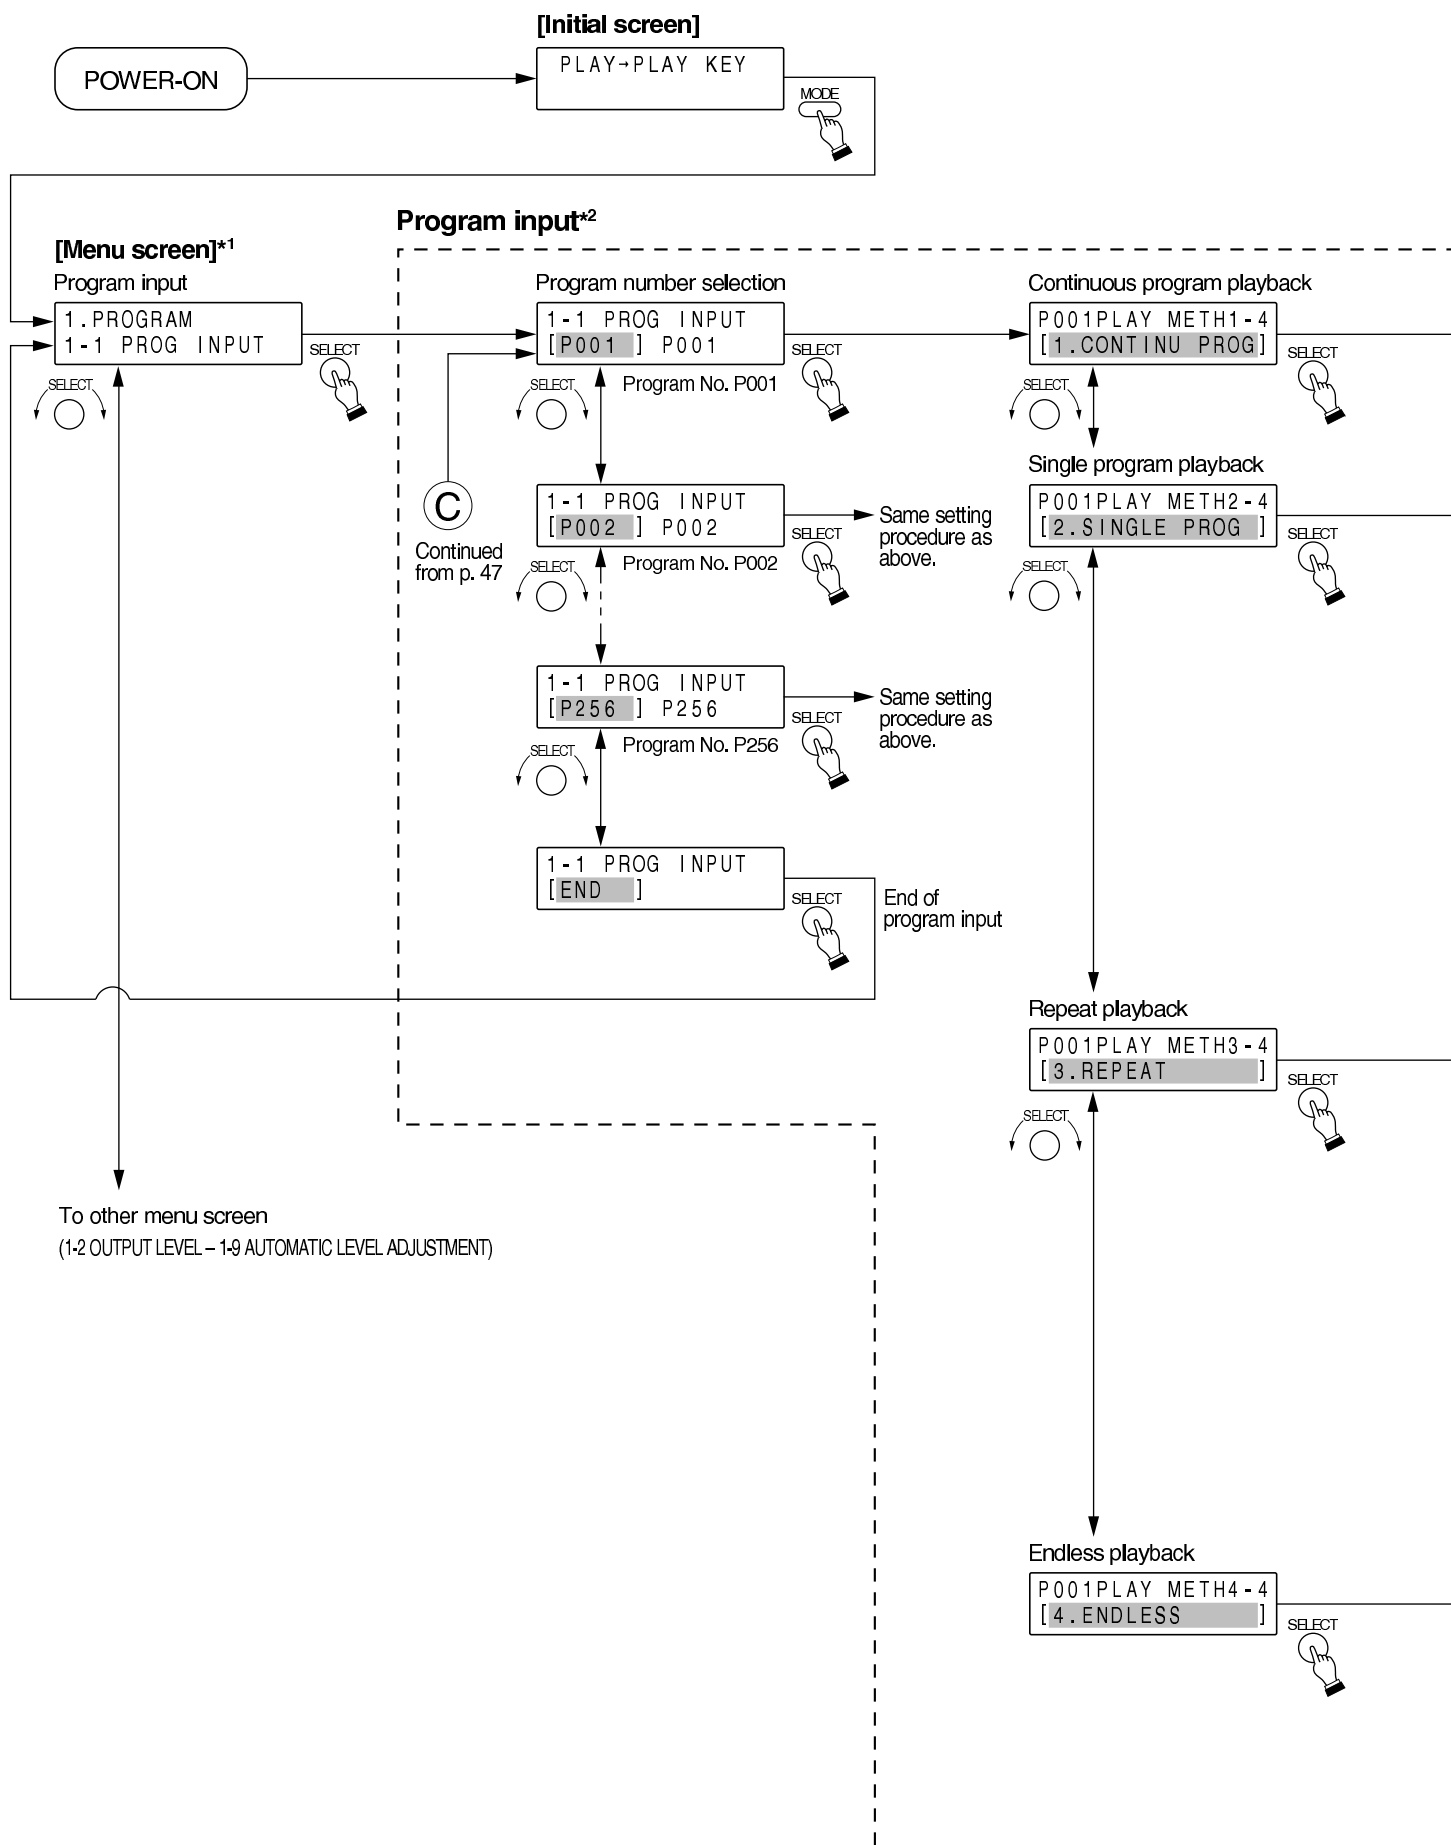 [Initial screen]
POWER-ON
PLAY→PLAY KEY
MODE
Program input*2
[Menu screen]*1
Program input
1.PROGRAM
1-1 PROG INPUT
SELECT
SELECT
Program number selection
1-1 PROG INPUT
[P001 ] P001
SELECT
Program No. P001
SELECT
C
Continued
from p. 47
1-1 PROG INPUT
[P002 ] P002
SELECT
Program No. P002
SELECT
Same setting
procedure as
above.
1-1 PROG INPUT
[P256 ] P256
SELECT
Program No. P256
SELECT
Same setting
procedure as
above.
1-1 PROG INPUT
[END ]
SELECT
End of
program input
Continuous program playback
P001PLAY METH1-4
[1.CONTINU PROG]
SELECT
SELECT
Single program playback
P001PLAY METH2-4
[2.SINGLE PROG ]
SELECT
SELECT
Repeat playback
P001PLAY METH3-4
[3.REPEAT ]
SELECT
SELECT
Endless playback
P001PLAY METH4-4
[4.ENDLESS ]
SELECT
To other menu screen
(1-2 OUTPUT LEVEL – 1-9 AUTOMATIC LEVEL ADJUSTMENT)